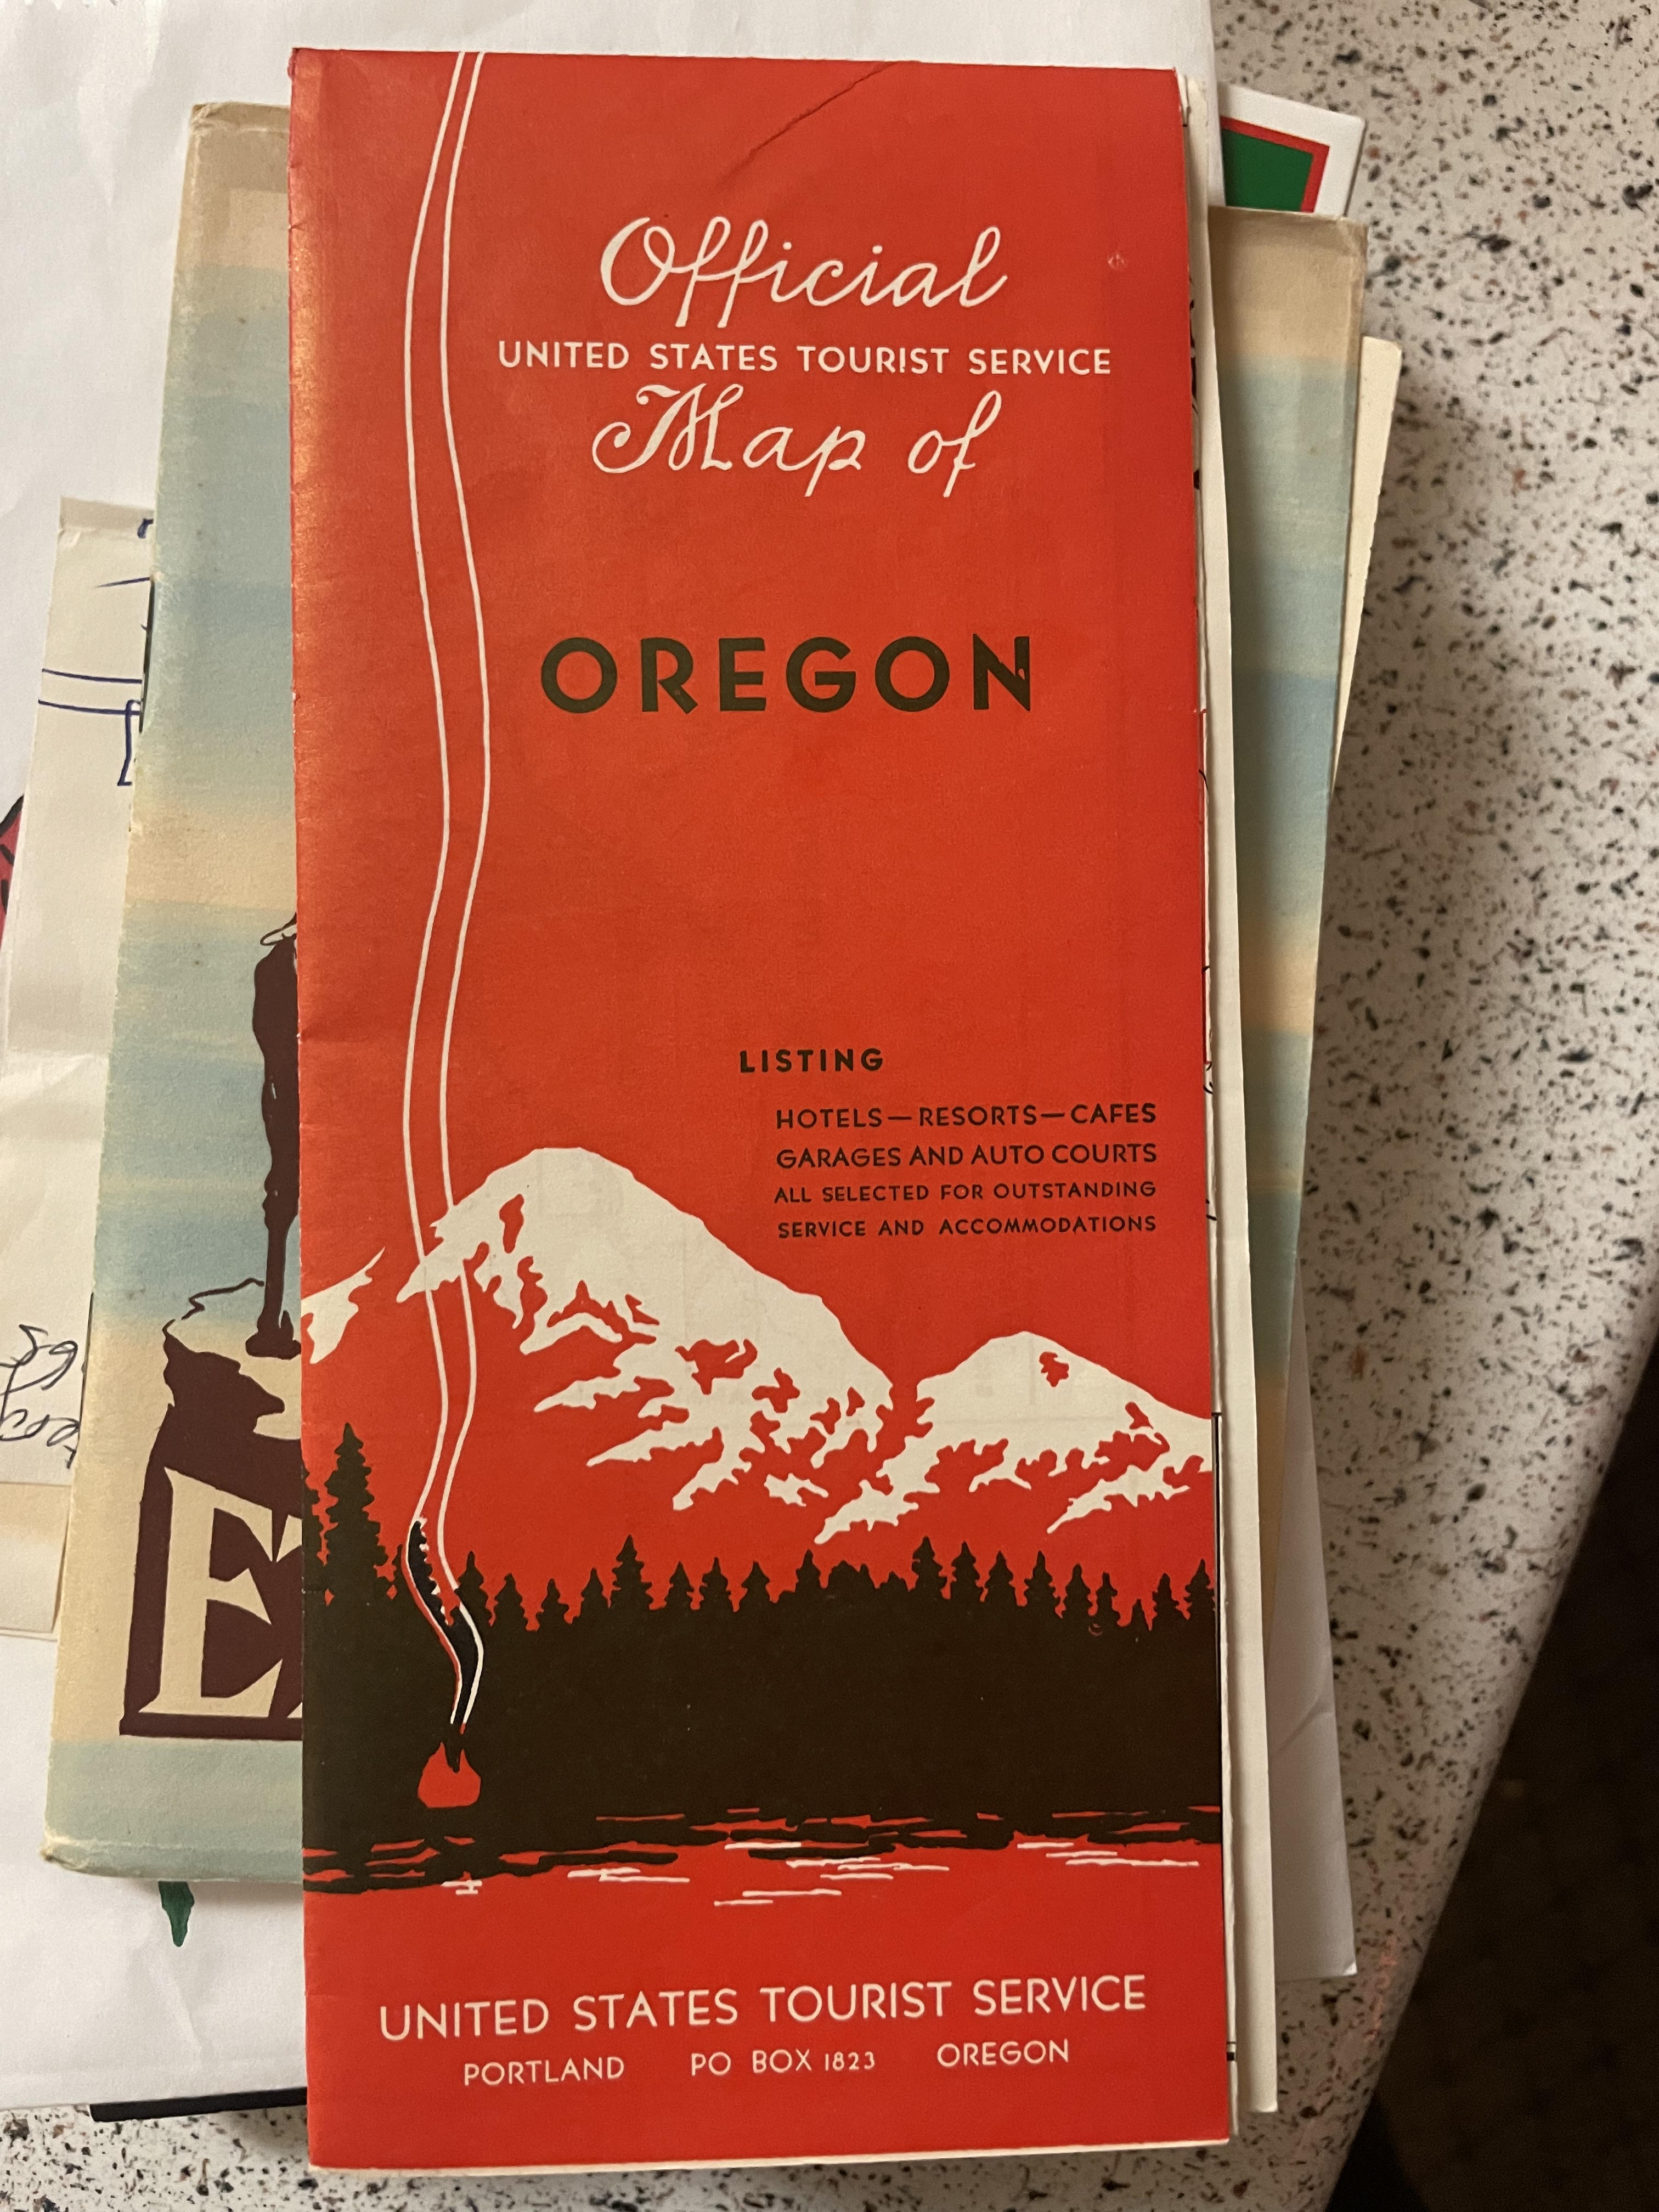 Official
UNITED STATES TOURIST SERVICE
Map of
OREGON
LISTING
HOTELS—RESORTS—CAFES
GARAGES AND AUTO COURTS
ALL SELECTED FOR OUTSTANDING
SERVICE AND ACCOMMODATIONS
UNITED STATES TOURIST SERVICE
PORTLAND PO BOX 1823 OREGON
E